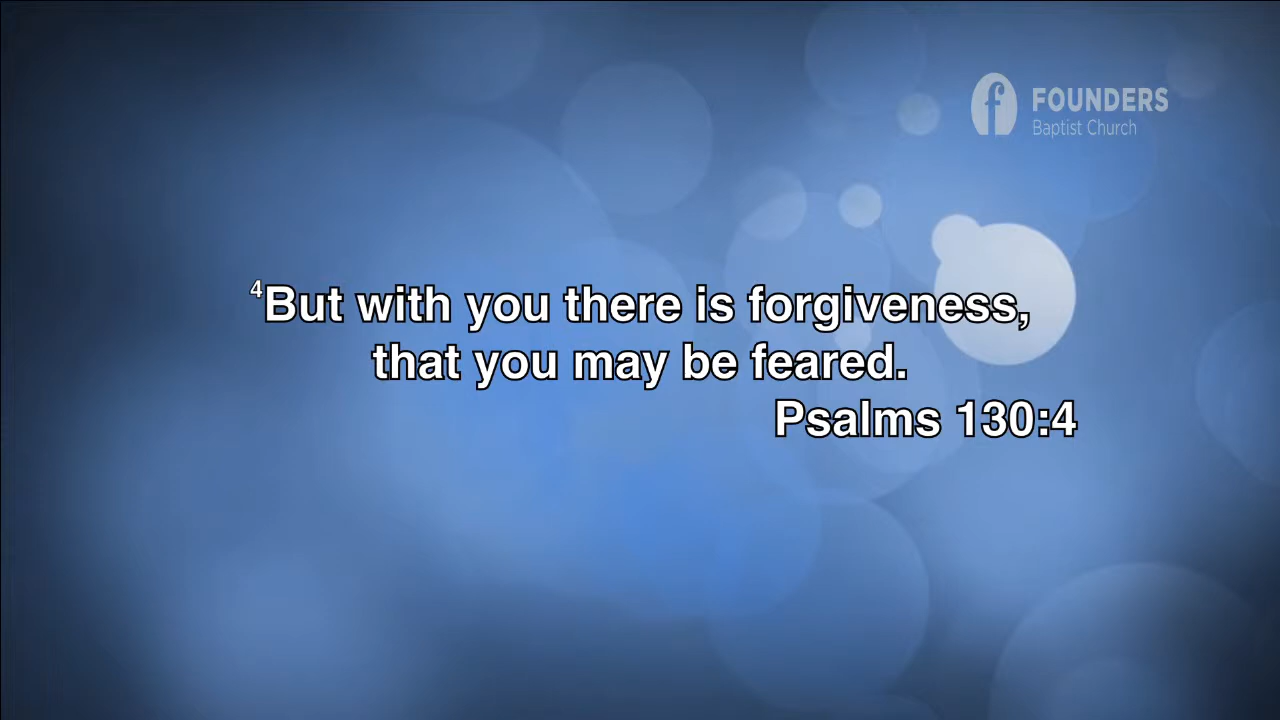 FOUNDERS
Baptist Church
4But with you there is forgiveness,
that you may be feared.
Psalms 130:4